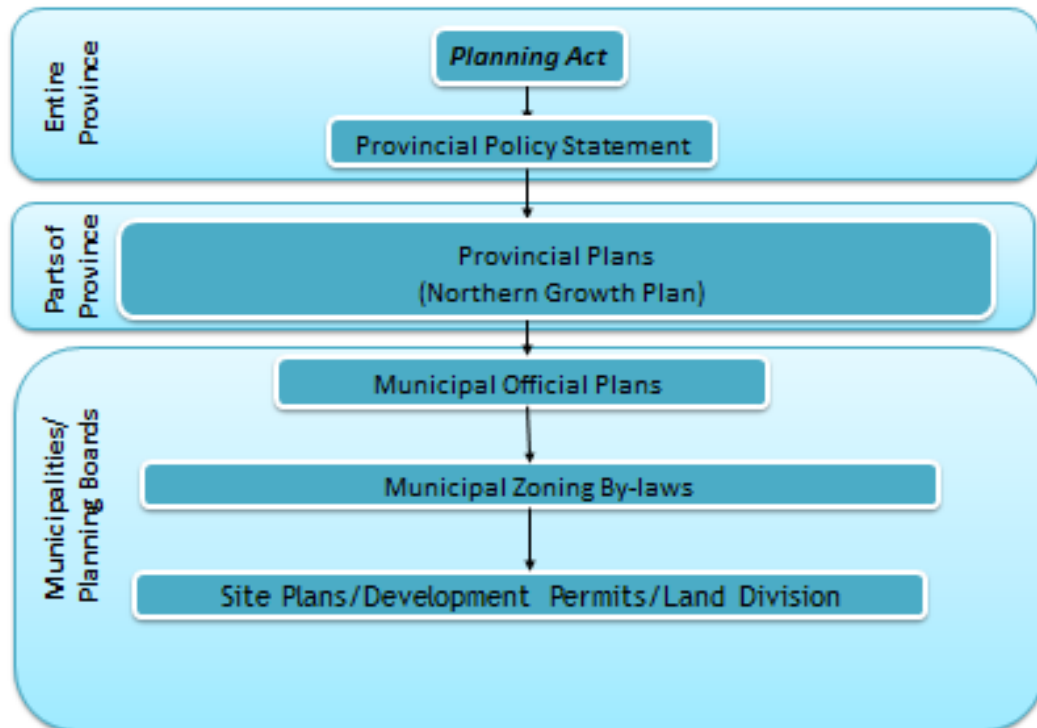 Entire
Province
Planning Act
Provincial Policy Statement
Parts of
Province
Provincial Plans
(Northern Growth Plan)
Municipalities/
Planning Boards
Municipal Official Plans
Municipal Zoning By-laws
Site Plans/Development Permits/Land Division